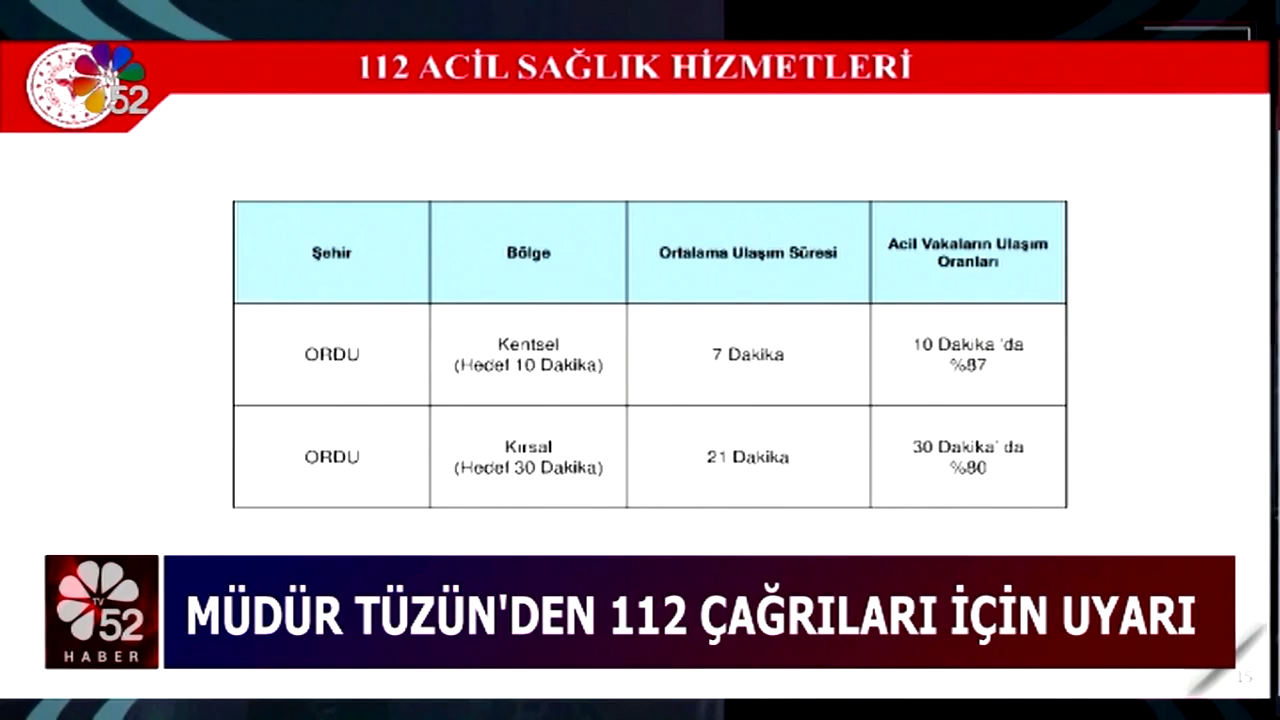 112 ACİL SAĞLIK HİZMETLERİ
52
Şehir
Bölge
Ortalama Ulaşım Süresi
Acil Vakaların Ulaşım
Oranları
ORDU
Kentsel
(Hedef 10 Dakika)
7 Dakika
10 Dakika 'da
%87
ORDU
Kırsal
(Hedef 30 Dakika)
21 Dakika
30 Dakika' da
%80
TV
52
HABER
MÜDÜR TÜZÜN'DEN 112 ÇAĞRILARI İÇİN UYARI
15